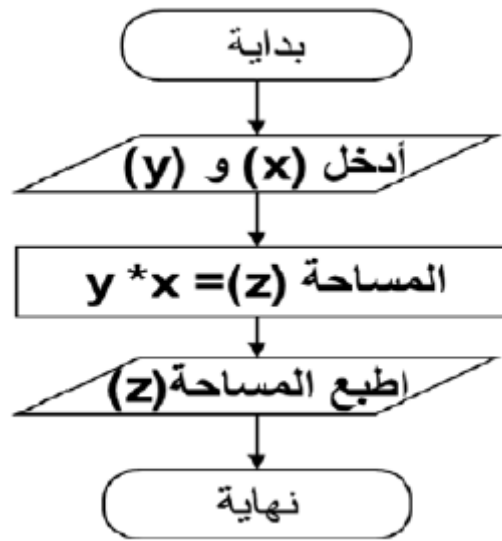 بداية
أدخل (x) و (y)
المساحة (z)= y *x
اطبع المساحة(z)
نهاية